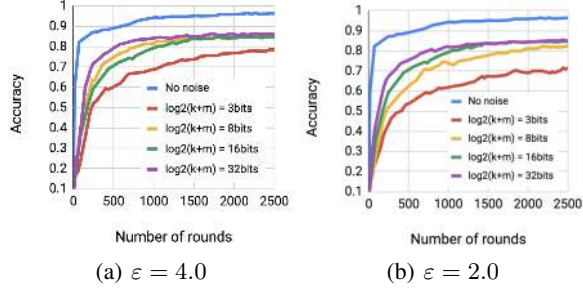 1
0.9
0.8
0.7
0.6
0.5
0.4
0.3
0.2
0.1
Accuracy
No noise
log2(k+m) = 3bits
log2(k+m) = 8bits
log2(k+m) = 16bits
log2(k+m) = 32bits
0 500 1000 1500 2000 2500
Number of rounds
(a) ε = 4.0
1
0.9
0.8
0.7
0.6
0.5
0.4
0.3
0.2
0.1
Accuracy
No noise
log2(k+m) = 3bits
log2(k+m) = 8bits
log2(k+m) = 16bits
log2(k+m) = 32bits
0 500 1000 1500 2000 2500
Number of rounds
(b) ε = 2.0